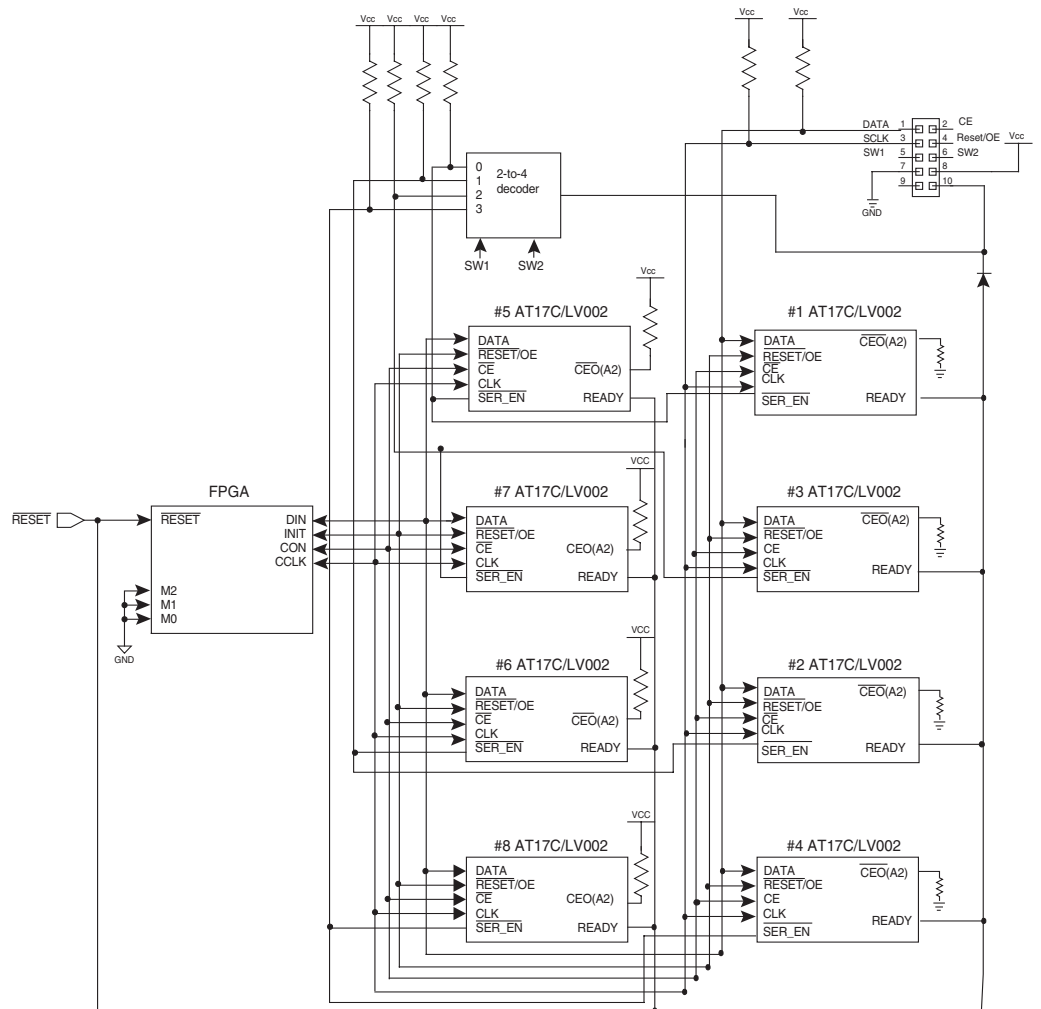 Vcc Vcc Vcc Vcc
Vcc Vcc
DATA 1 2 CE
SCLK 3 4 Reset/OE Vcc
SW1 5 6 SW2
7 8
9 10
GND
0
1
2
3
2-to-4
decoder
SW1 SW2
Vcc
#5 AT17C/LV002
DATA
RESET/OE
CE
CLK
SER_EN
CEO(A2)
READY
#1 AT17C/LV002
DATA
RESET/OE
CE
CLK
SER_EN
CEO(A2)
READY
FPGA
RESET
RESET
DIN
INIT
CON
CCLK
M2
M1
M0
GND
VCC
#7 AT17C/LV002
DATA
RESET/OE
CE
CLK
SER_EN
CEO(A2)
READY
#3 AT17C/LV002
DATA
RESET/OE
CE
CLK
SER_EN
CEO(A2)
READY
VCC
#6 AT17C/LV002
DATA
RESET/OE
CE
CLK
SER_EN
CEO(A2)
READY
#2 AT17C/LV002
DATA
RESET/OE
CE
CLK
SER_EN
CEO(A2)
READY
VCC
#8 AT17C/LV002
DATA
RESET/OE
CE
CLK
SER_EN
CEO(A2)
READY
#4 AT17C/LV002
DATA
RESET/OE
CE
CLK
SER_EN
CEO(A2)
READY